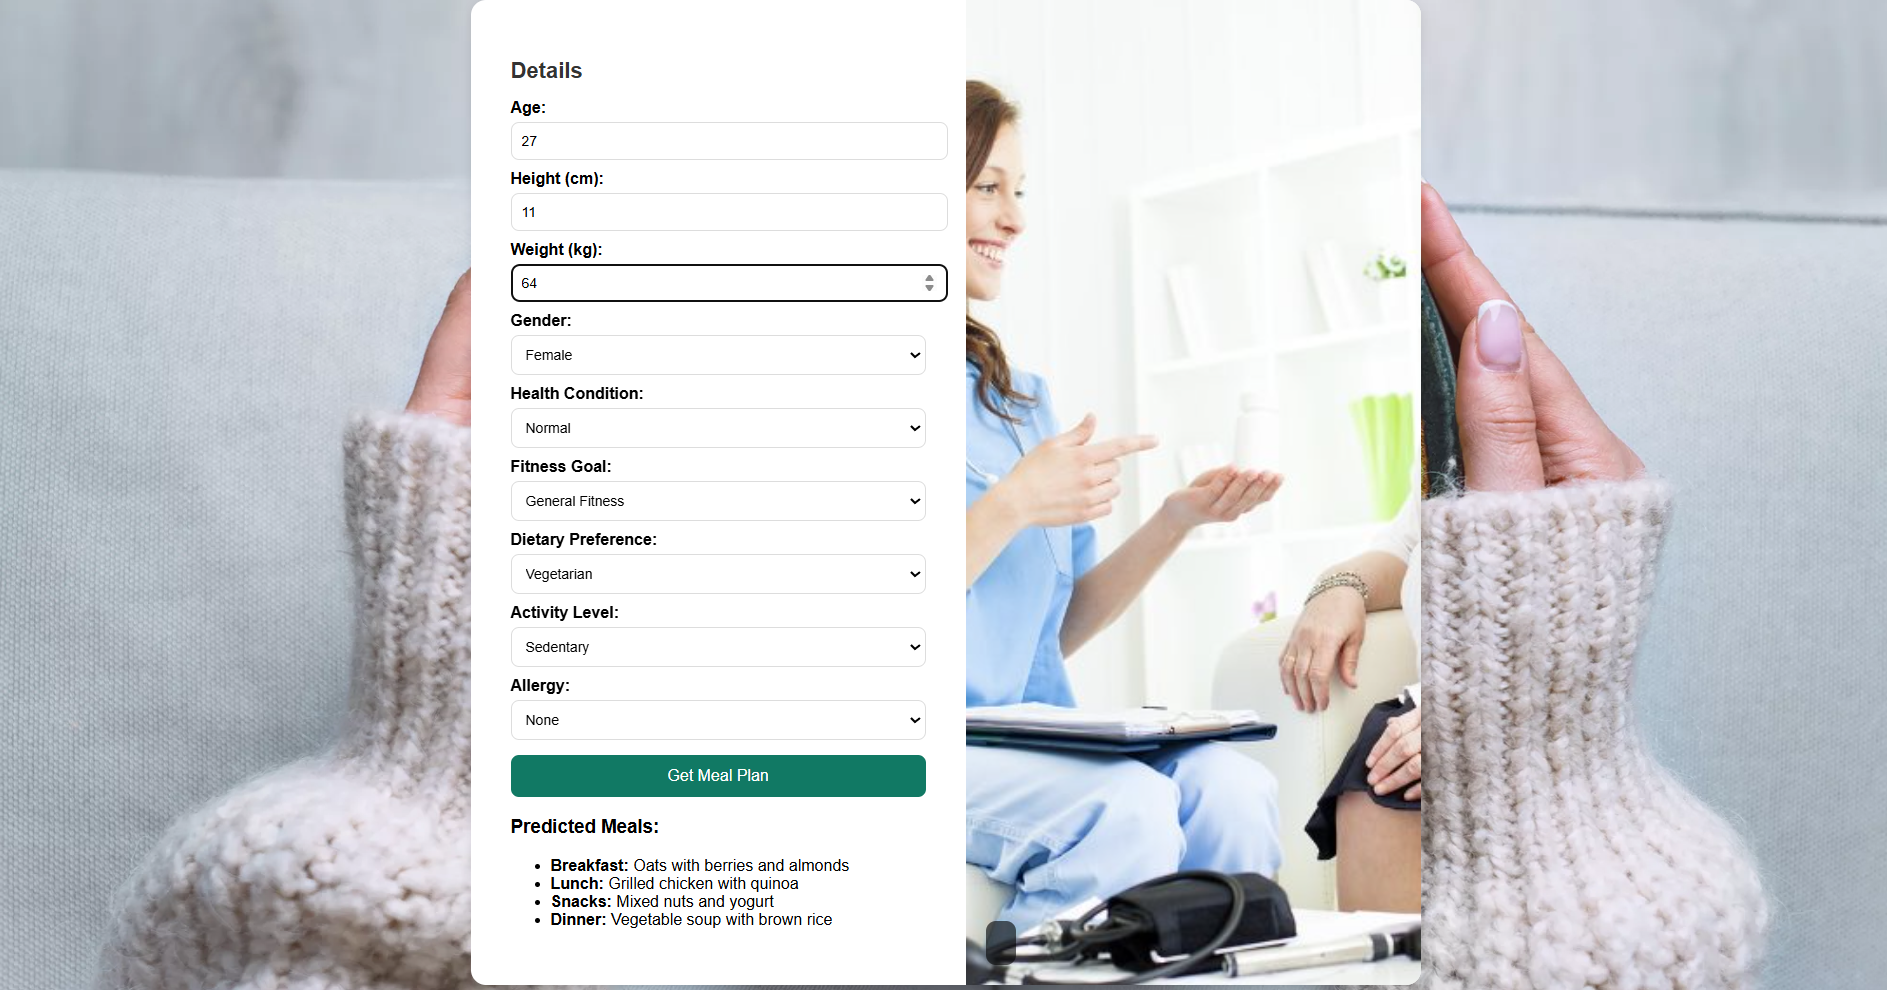 Details
Age:
27
Height (cm):
11
Weight (kg):
64
Gender:
Female
Health Condition:
Normal
Fitness Goal:
General Fitness
Dietary Preference:
Vegetarian
Activity Level:
Sedentary
Allergy:
None
Get Meal Plan
Predicted Meals:
• Breakfast: Oats with berries and almonds
• Lunch: Grilled chicken with quinoa
• Snacks: Mixed nuts and yogurt
• Dinner: Vegetable soup with brown rice